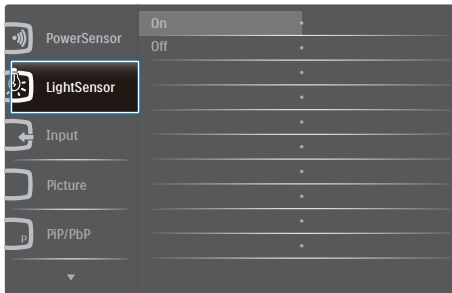 PowerSensor
LightSensor
Input
Picture
P
PiP/PbP
On
Off